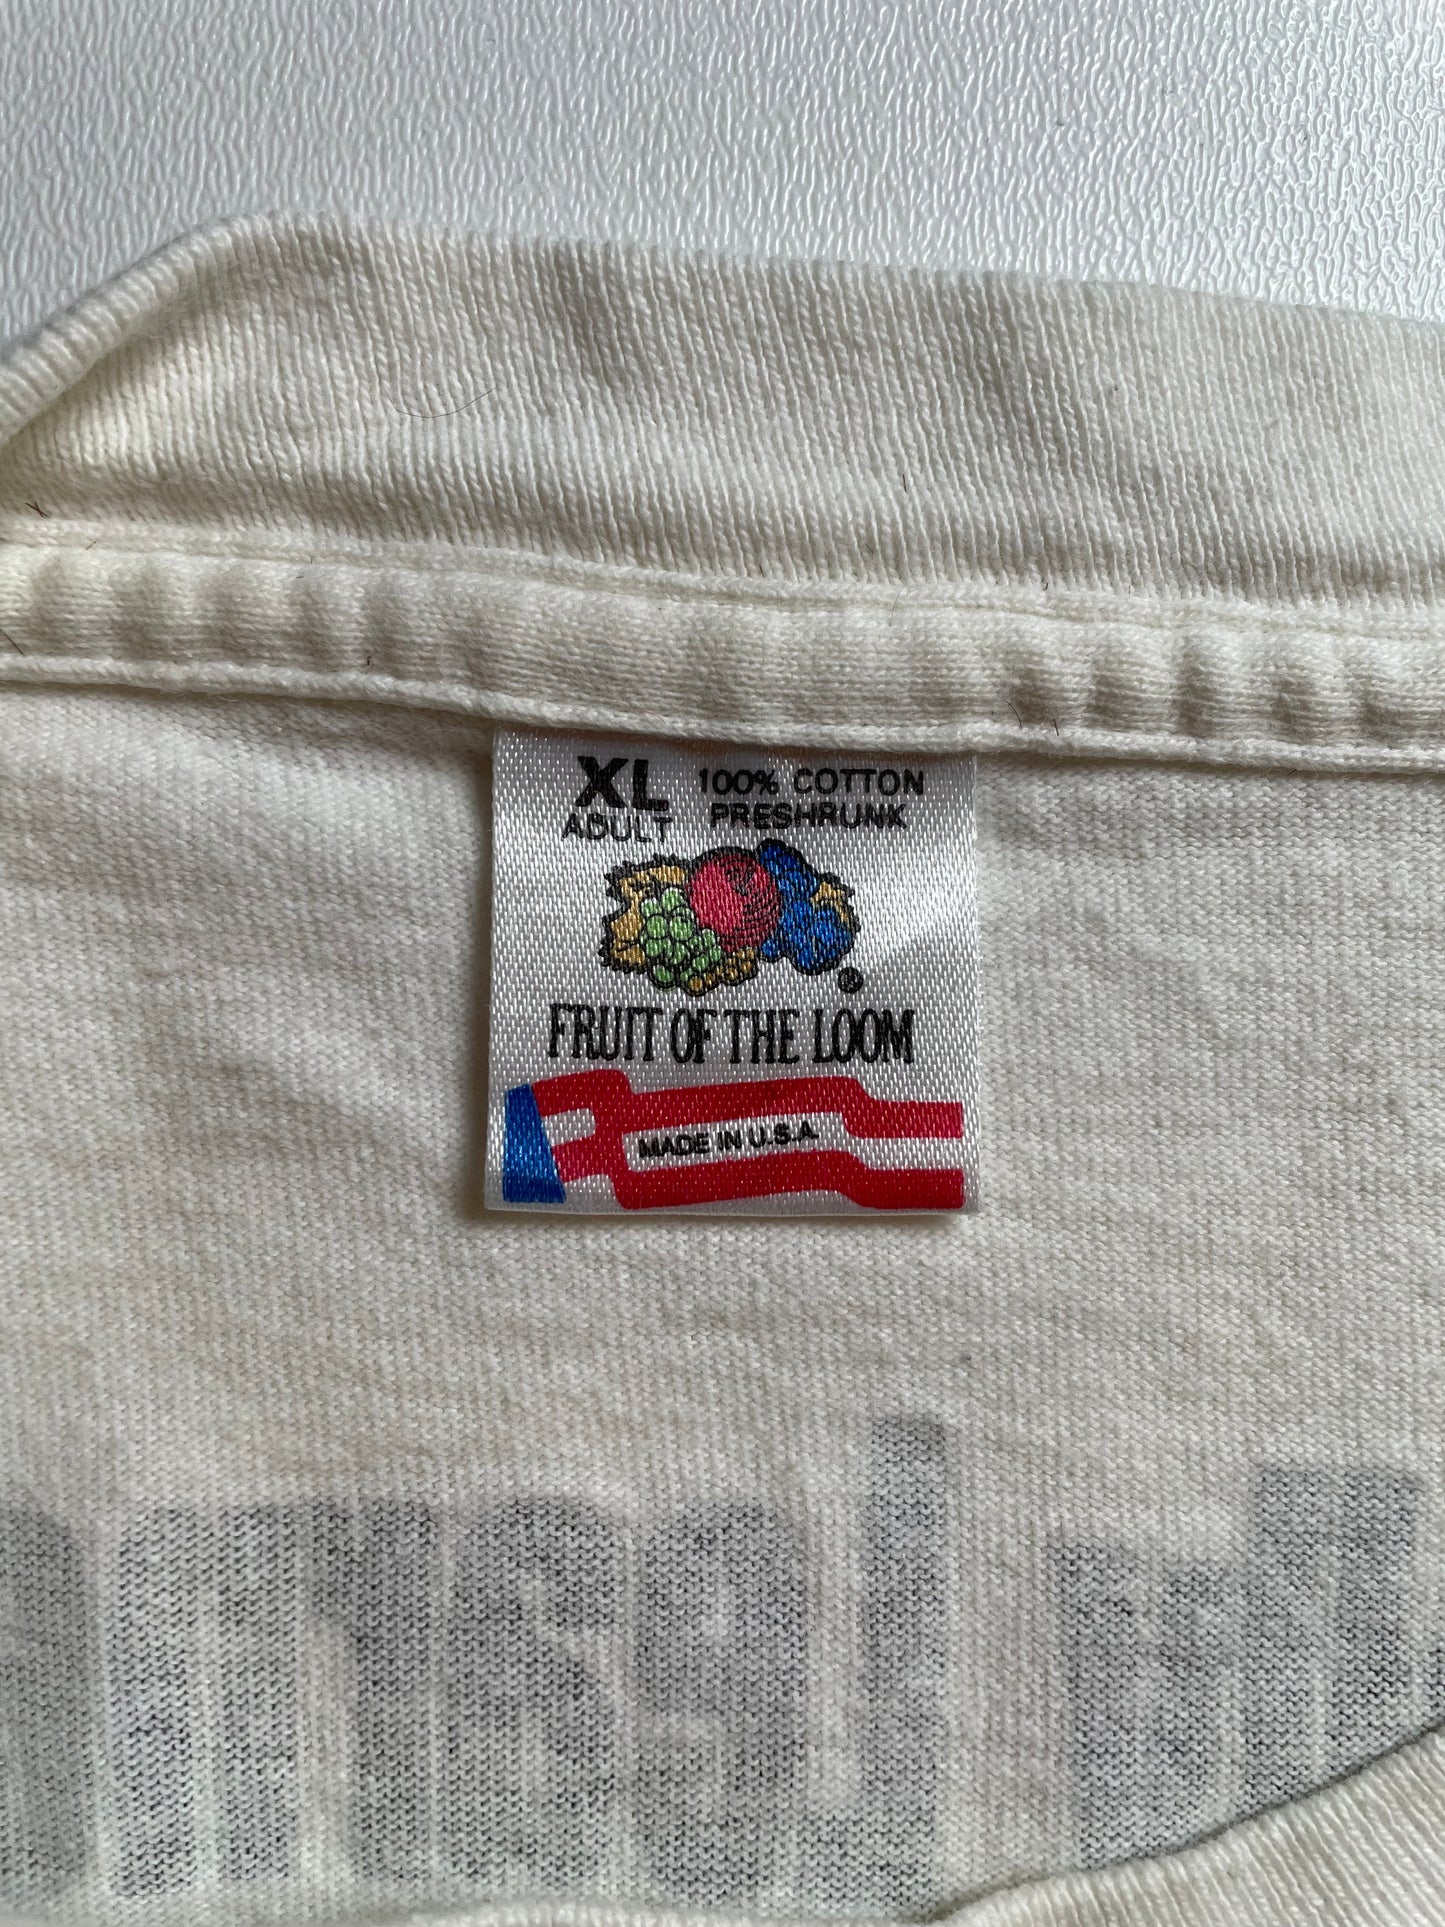 XL 100% COTTON
ADULT PRESHRUNK
®
FRUIT OF THE LOOM
MADE IN U.S.A.